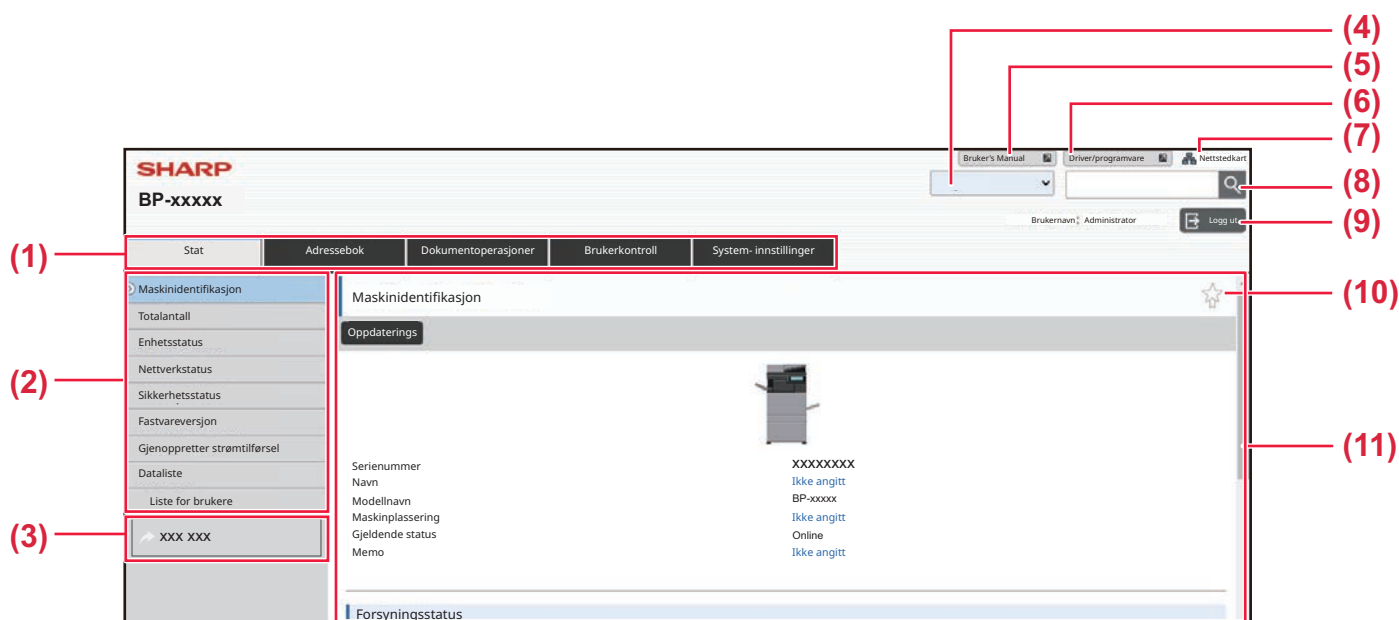 (4)
(5)
(6)
(7)
Bruker's Manual Driver/programvare Nettstedkart
SHARP
(8)
BP-xxxxx
Brukernavn: Administrator Logg ut
(9)
(1)
Stat Adressebok Dokumentoperasjoner Brukerkontroll System- innstillinger
(2)
Maskinidentifikasjon
Totalantall
Enhetsstatus
Nettverkstatus
Sikkerhetsstatus
Fastvareversjon
Gjenoppretter strømtilførsel
Dataliste
Liste for brukere
(3)
XXX XXX
Maskinidentifikasjon
(10)
Oppdaterings
(11)
Serienummer XXXXXXXX
Navn Ikke angitt
Modellnavn BP-xxxxx
Maskinplassering Ikke angitt
Gjeldende status Online
Memo Ikke angitt
Forsyningsstatus